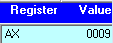 Register Value
AX 0009